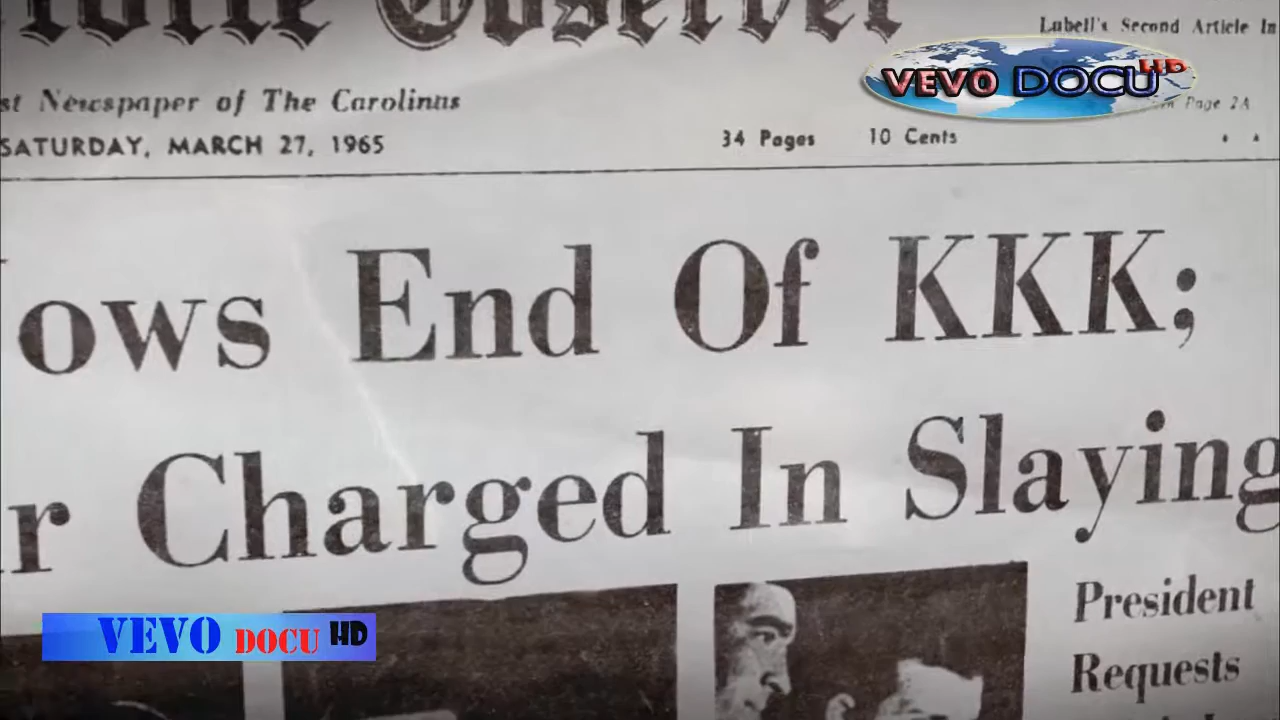 Observer
Lubell's Second Article In
VEVO DOCU HD
st Newspaper of The Carolinas
Page 2A
SATURDAY, MARCH 27, 1965 34 Pages 10 Cents
ows End Of KKK;
r Charged In Slaying
President
Requests
VEVO DOCU HD